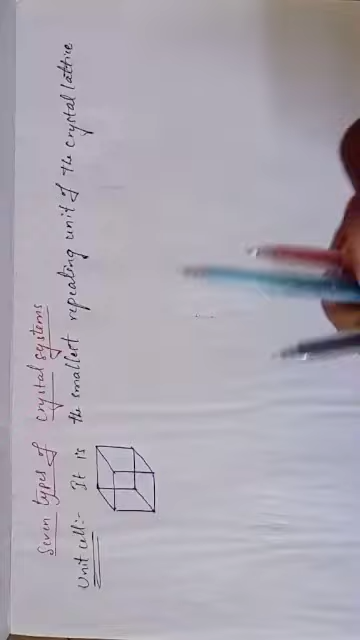 Seven types of crystal systems
Unit cell:- It is the smallest repeating unit of the crystal lattice